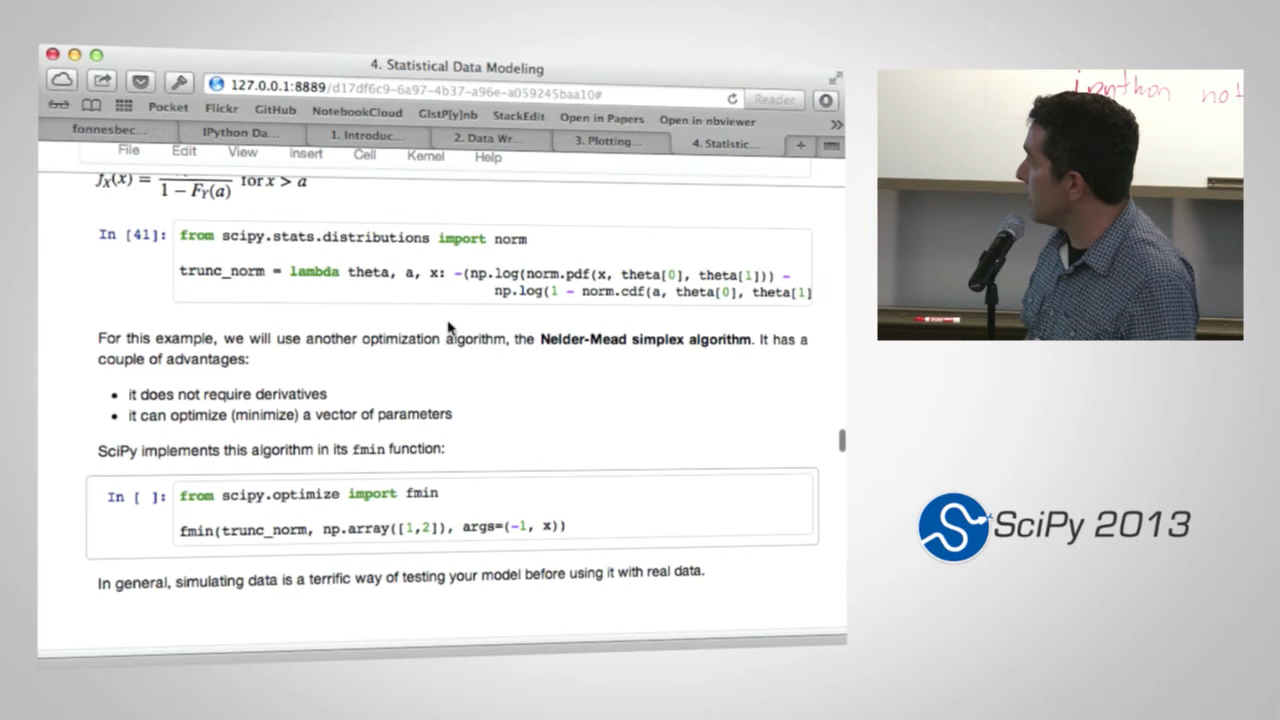 4. Statistical Data Modeling
127.0.0.1:8889/d17df6c9-6a97-4b37-a96e-a059245baa10#
Reader
Pocket Flickr GitHub NotebookCloud GistP[y]nb StackEdit Open in Papers Open in nbviewer
fonnesbec... IPython Da... 1. Introduc... 2. Data Wr... 3. Plotting... 4. Statistic...
File Edit View Insert Cell Kernel Help
fX(x) = 1 − FY(a) for x > a
In [41]: from scipy.stats.distributions import norm
trunc_norm = lambda theta, a, x: -(np.log(norm.pdf(x, theta[0], theta[1])) -
np.log(1 - norm.cdf(a, theta[0], theta[1]
For this example, we will use another optimization algorithm, the Nelder-Mead simplex algorithm. It has a
couple of advantages:
• it does not require derivatives
• it can optimize (minimize) a vector of parameters
SciPy implements this algorithm in its fmin function:
In [ ]: from scipy.optimize import fmin
fmin(trunc_norm, np.array([1,2]), args=(-1, x))
In general, simulating data is a terrific way of testing your model before using it with real data.
ipython not
SciPy 2013